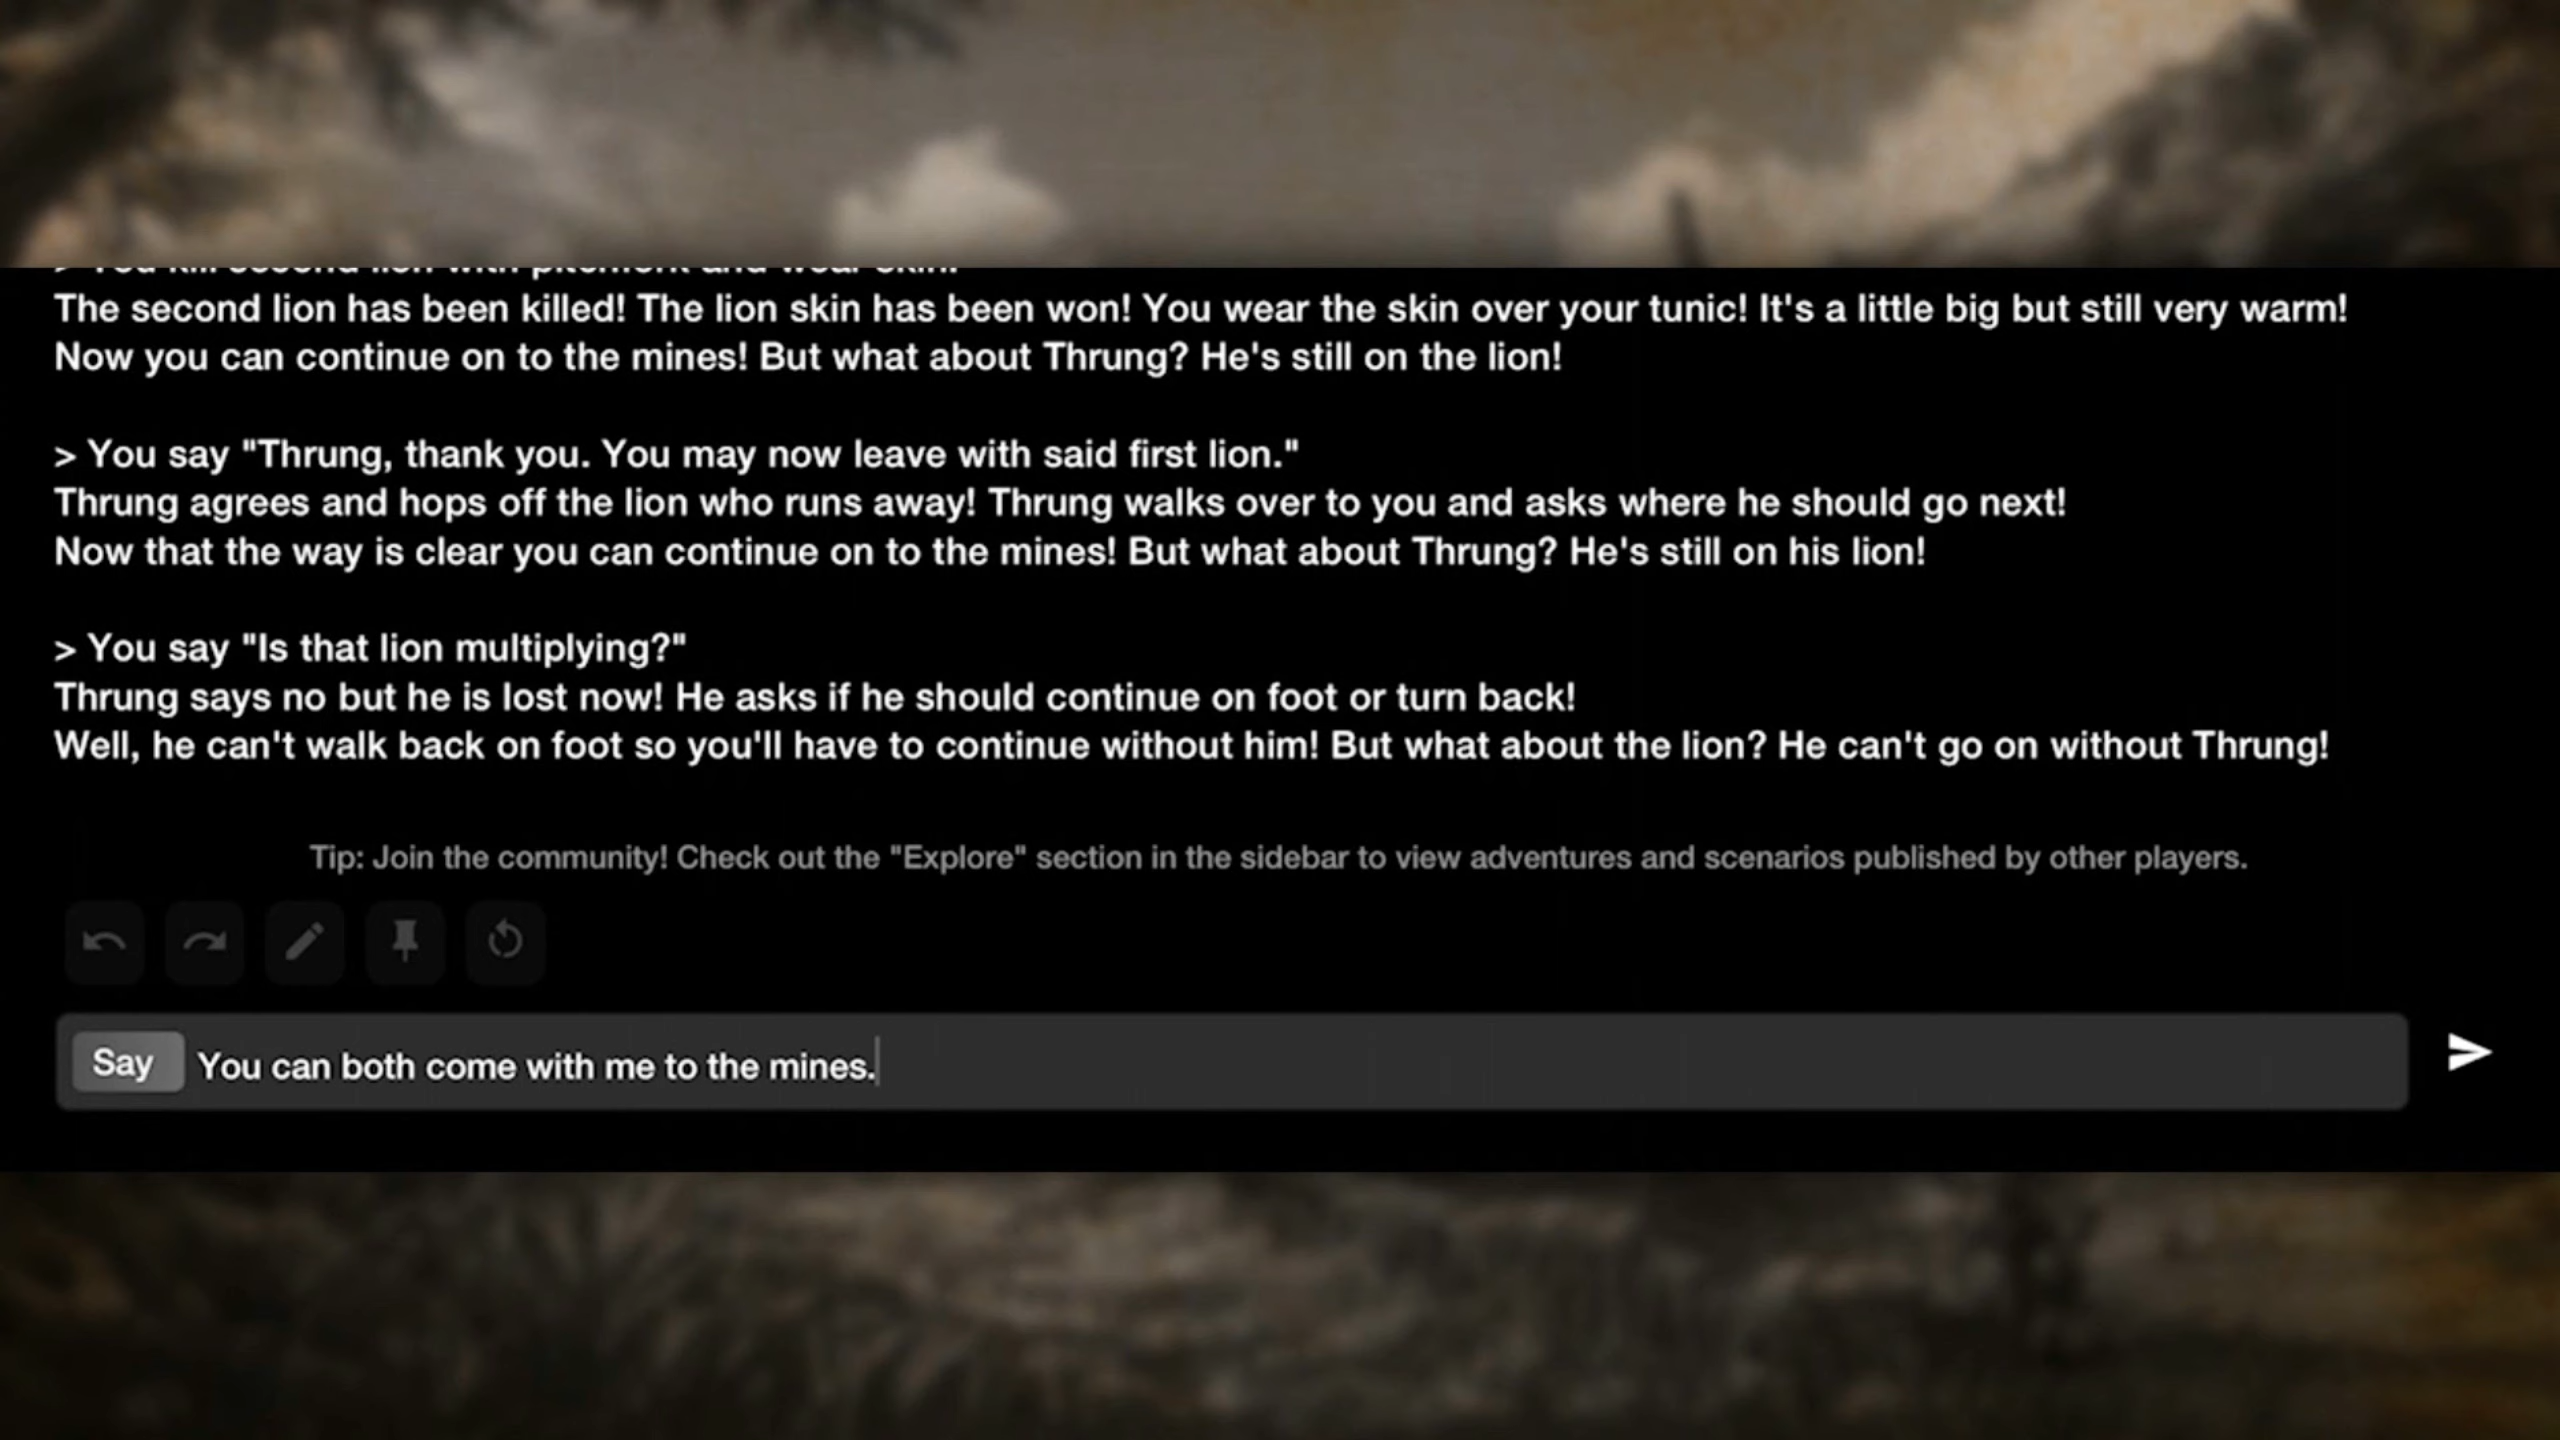 > You kill second lion with pitchfork and wear skin.
The second lion has been killed! The lion skin has been won! You wear the skin over your tunic! It's a little big but still very warm!
Now you can continue on to the mines! But what about Thrung? He's still on the lion!
> You say "Thrung, thank you. You may now leave with said first lion."
Thrung agrees and hops off the lion who runs away! Thrung walks over to you and asks where he should go next!
Now that the way is clear you can continue on to the mines! But what about Thrung? He's still on his lion!
> You say "Is that lion multiplying?"
Thrung says no but he is lost now! He asks if he should continue on foot or turn back!
Well, he can't walk back on foot so you'll have to continue without him! But what about the lion? He can't go on without Thrung!
Tip: Join the community! Check out the "Explore" section in the sidebar to view adventures and scenarios published by other players.
Say You can both come with me to the mines.